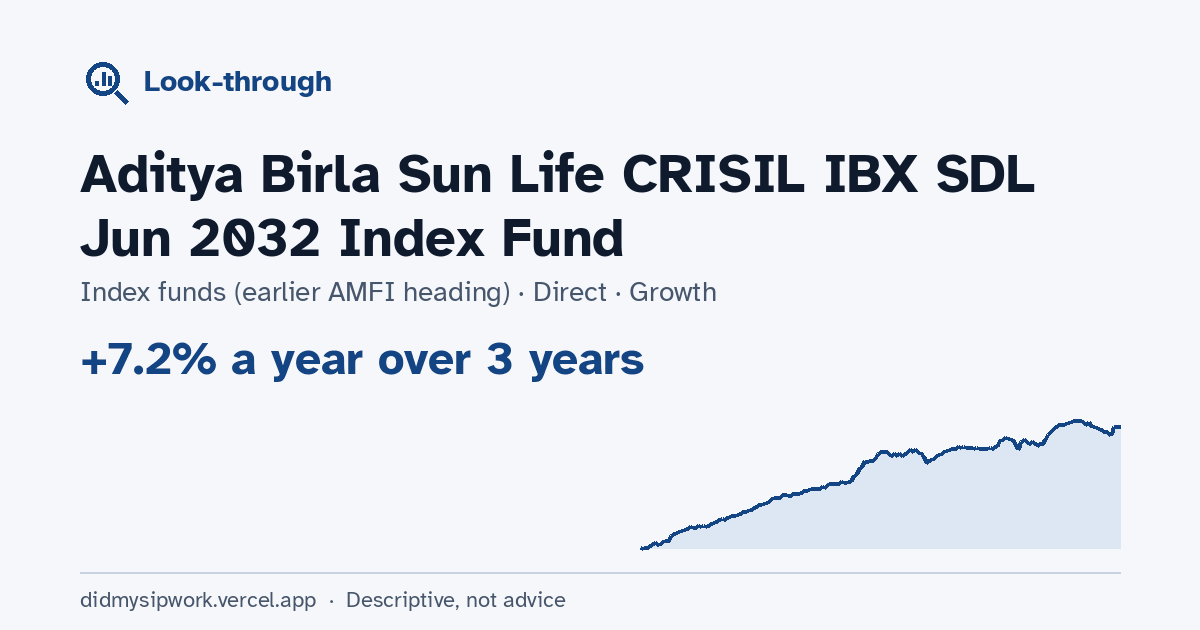 Look-through
Aditya Birla Sun Life CRISIL IBX SDL
Jun 2032 Index Fund
Index funds (earlier AMFI heading) · Direct · Growth
+7.2% a year over 3 years
didmysipwork.vercel.app · Descriptive, not advice